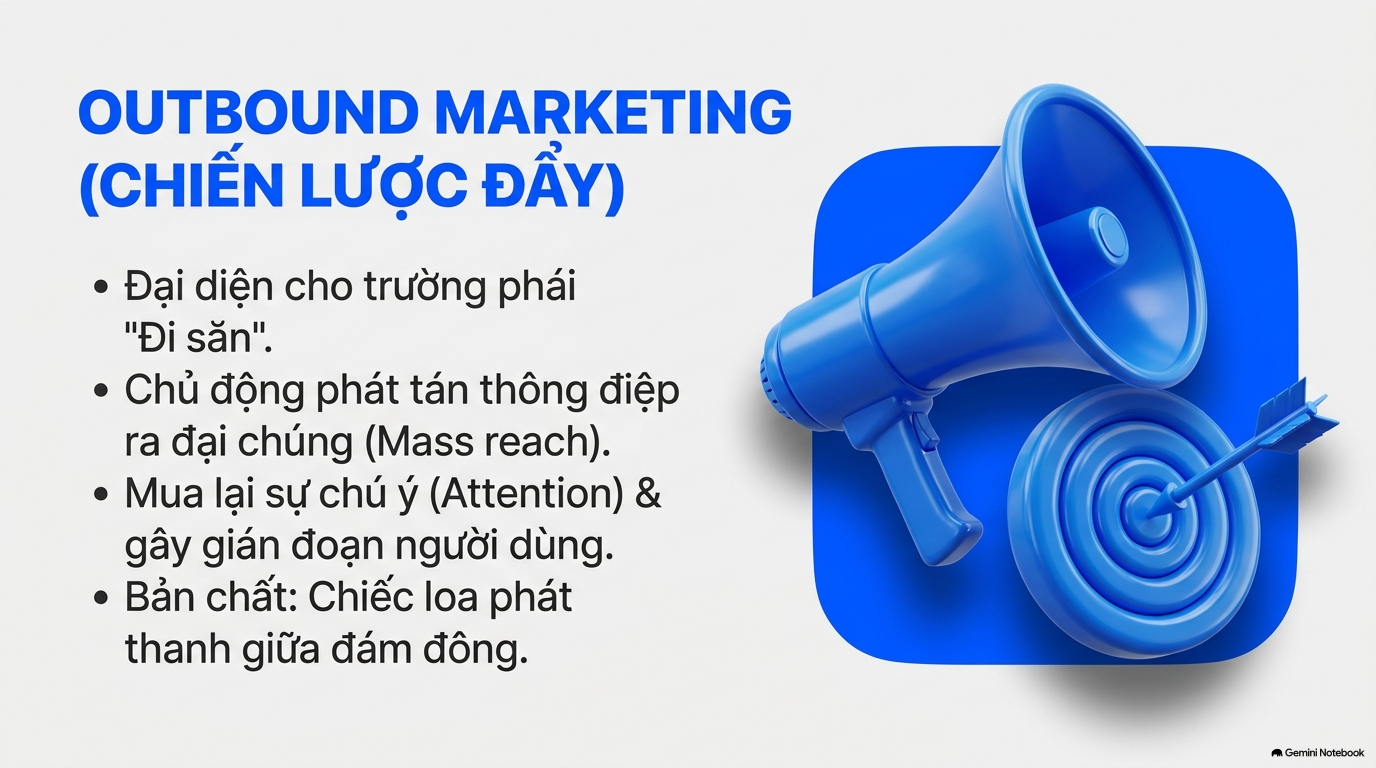 OUTBOUND MARKETING
(CHIẾN LƯỢC ĐẨY)
• Đại diện cho trường phái
"Đi săn".
• Chủ động phát tán thông điệp
ra đại chúng (Mass reach).
• Mua lại sự chú ý (Attention) &
gây gián đoạn người dùng.
• Bản chất: Chiếc loa phát
thanh giữa đám đông.
Gemini Notebook